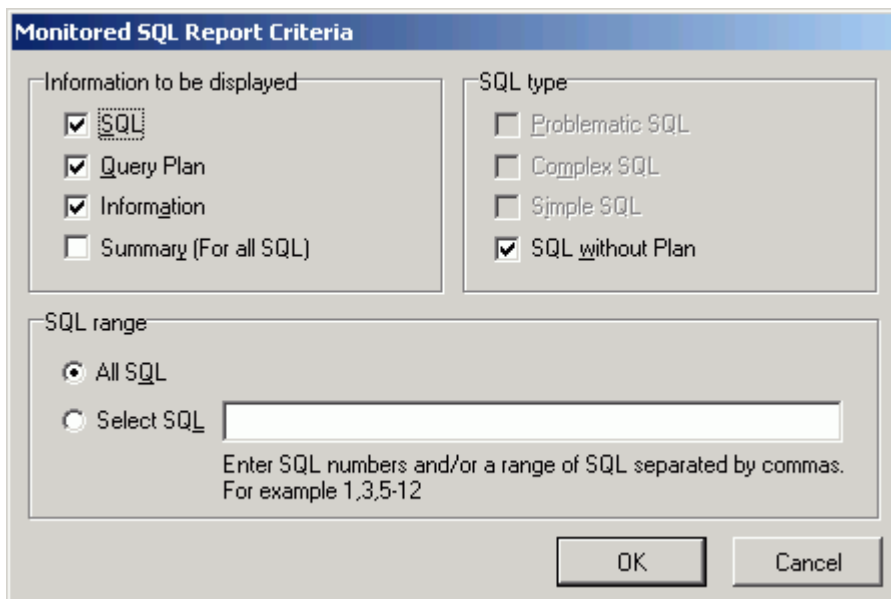 Monitored SQL Report Criteria
Information to be displayed
SQL
Query Plan
Information
Summary (For all SQL)
SQL type
Problematic SQL
Complex SQL
Simple SQL
SQL without Plan
SQL range
All SQL
Select SQL
Enter SQL numbers and/or a range of SQL separated by commas.
For example 1,3,5-12
OK
Cancel